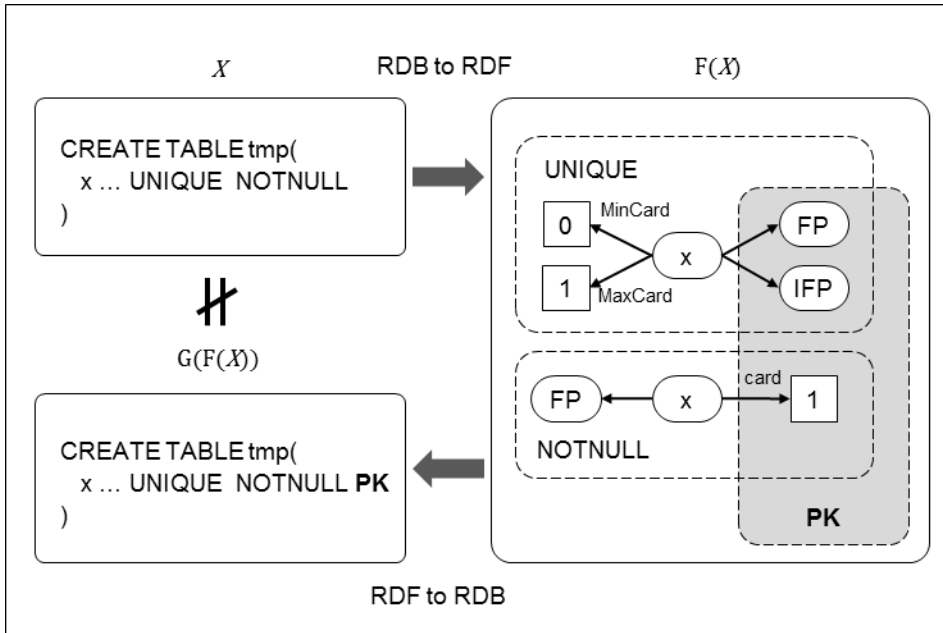 X
RDB to RDF
F(X)
CREATE TABLE tmp(
x ... UNIQUE NOTNULL
)
UNIQUE
0
MinCard
x
FP
1
MaxCard
IFP
G(F(X))
FP
x
card
1
NOTNULL
PK
CREATE TABLE tmp(
x ... UNIQUE NOTNULL PK
)
RDF to RDB